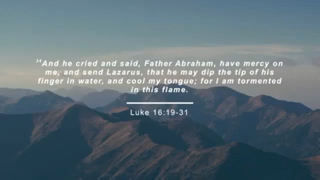 "And he cried and said, Father Abraham, have mercy on
me, and send Lazarus, that he may dip the tip of his
finger in water, and cool my tongue; for I am tormented
in this flame.
Luke 16:19-31